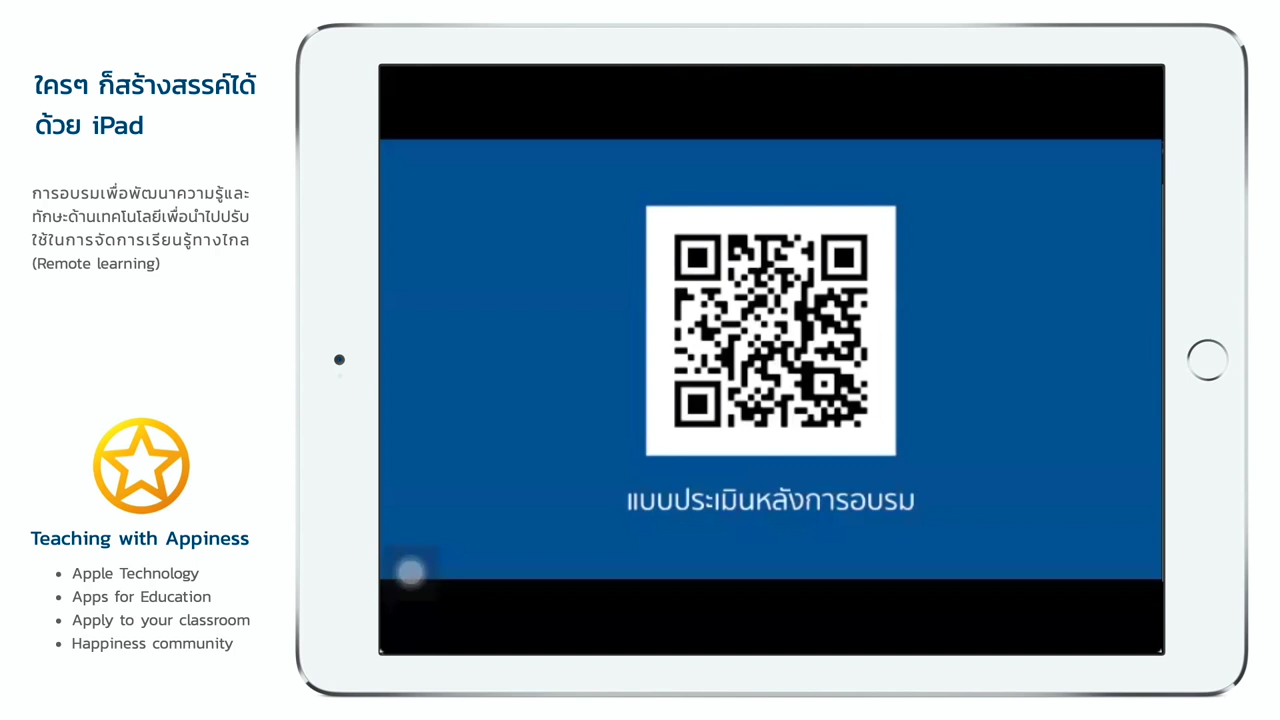 ใครๆ ก็สร้างสรรค์ได้
ด้วย iPad
การอบรมเพื่อพัฒนาความรู้และ
ทักษะด้านเทคโนโลยีเพื่อนำไปปรับ
ใช้ในการจัดการเรียนรู้ทางไกล
(Remote learning)
Teaching with Appiness
• Apple Technology
• Apps for Education
• Apply to your classroom
• Happiness community
แบบประเมินหลังการอบรม